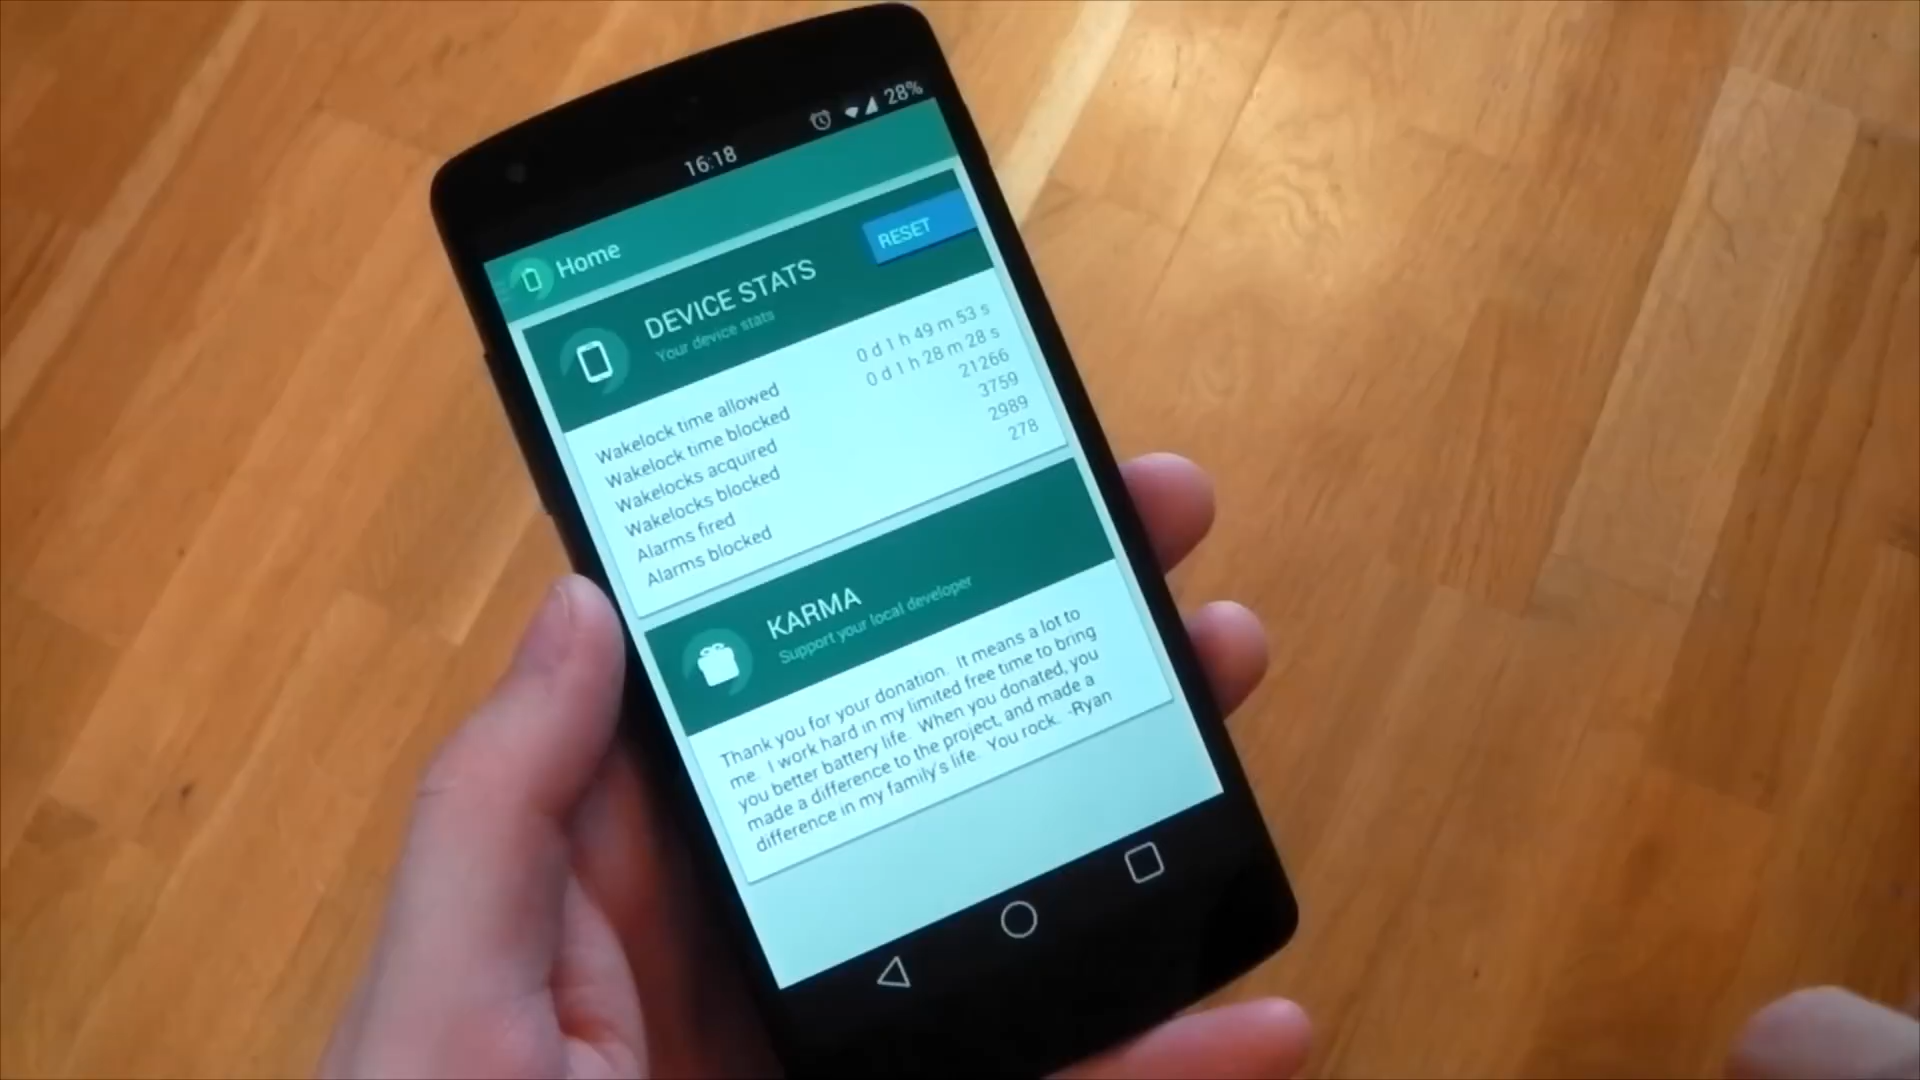 16:18
28%
Home
DEVICE STATS
Your device stats
RESET
Wakelock time allowed 0 d 1 h 49 m 53 s
Wakelock time blocked 0 d 1 h 28 m 28 s
Wakelocks acquired 21266
Wakelocks blocked 3759
Alarms fired 2989
Alarms blocked 278
KARMA
Support your local developer
Thank you for your donation. It means a lot to
me. I work hard in my limited free time to bring
you better battery life. When you donated, you
made a difference to the project, and made a
difference in my family's life. You rock. -Ryan